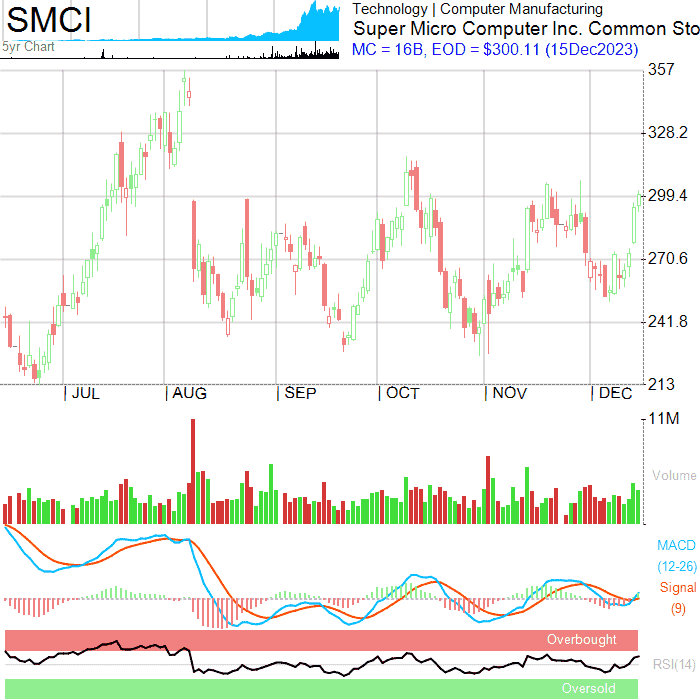 SMCI
5yr Chart
Technology | Computer Manufacturing
Super Micro Computer Inc. Common Sto
MC = 16B, EOD = $300.11 (15Dec2023)
357
328.2
299.4
270.6
241.8
213
| JUL | AUG | SEP | OCT | NOV | DEC
11M
Volume
MACD
(12-26)
Signal
(9)
Overbought
RSI(14)
Oversold